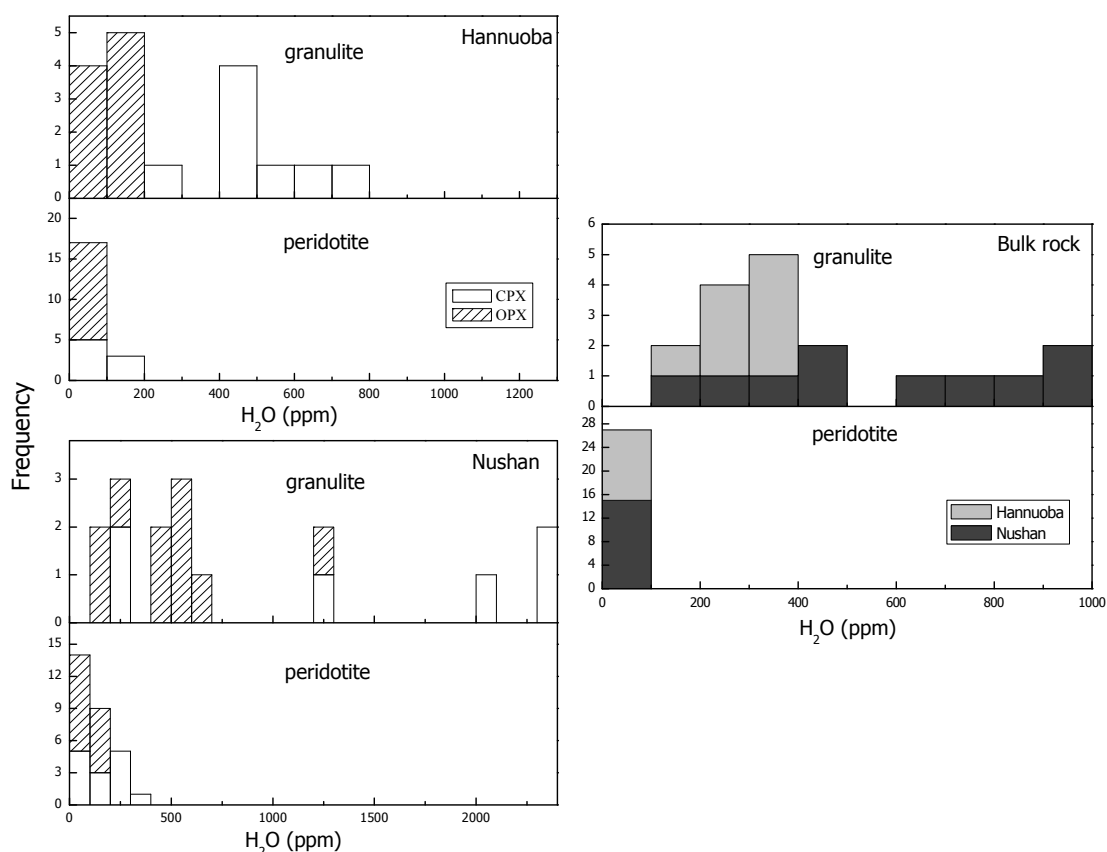 Hannuoba
granulite
5
4
3
2
1
0
peridotite
20
15
10
5
0
CPX
OPX
0 200 400 600 800 1000 1200
H₂O (ppm)
Frequency
Nushan
granulite
3
2
1
0
peridotite
15
12
9
6
3
0
0 500 1000 1500 2000
H₂O (ppm)
Bulk rock
granulite
6
5
4
3
2
1
0
peridotite
28
24
20
16
12
8
4
0
Hannuoba
Nushan
0 200 400 600 800 1000
H₂O (ppm)